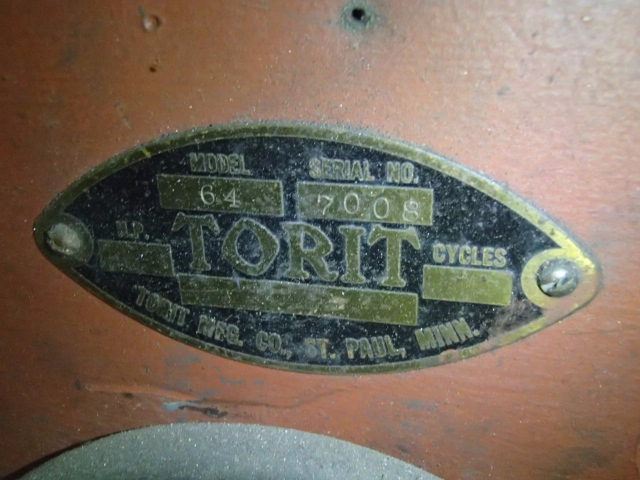 MODEL SERIAL NO.
64 7008
H.P. TORIT CYCLES
TORIT MFG. CO., ST. PAUL, MINN.